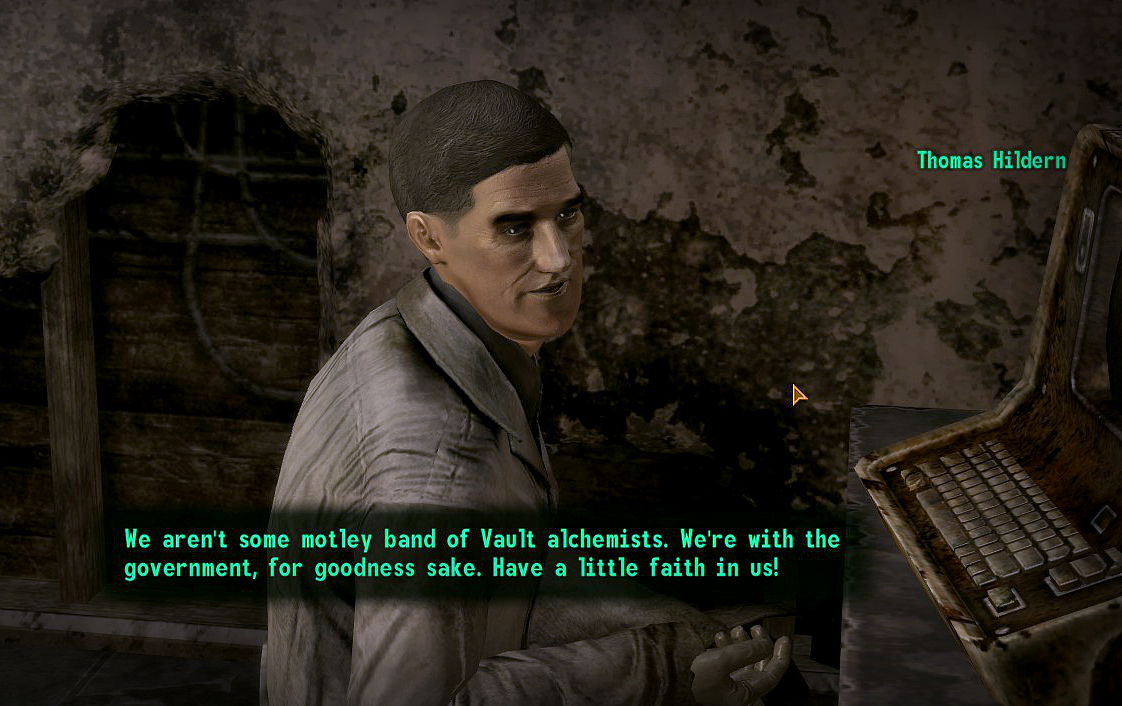 Thomas Hildern
We aren't some motley band of Vault alchemists. We're with the
government, for goodness sake. Have a little faith in us!